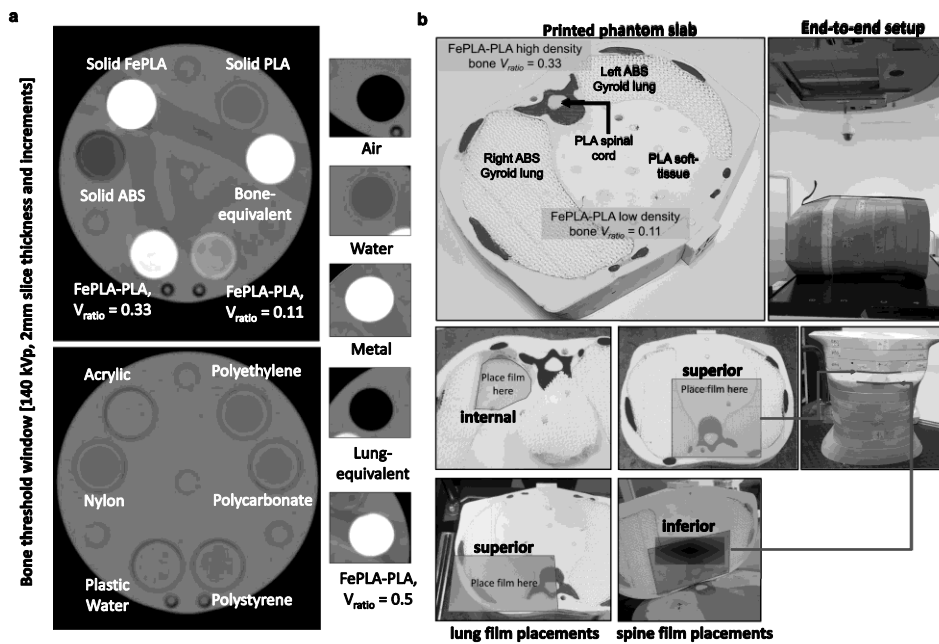 a
Bone threshold window [140 kVp, 2mm slice thickness and increments]
Solid FePLA
Solid PLA
Solid ABS
Bone-
equivalent
FePLA-PLA,
Vratio = 0.33
FePLA-PLA,
Vratio = 0.11
Acrylic
Polyethylene
Nylon
Polycarbonate
Plastic
Water
Polystyrene
Air
Water
Metal
Lung-
equivalent
FePLA-PLA,
Vratio = 0.5
b
Printed phantom slab
FePLA-PLA high density
bone Vratio = 0.33
Left ABS
Gyroid lung
PLA spinal
cord
Right ABS
Gyroid lung
PLA soft-
tissue
FePLA-PLA low density
bone Vratio = 0.11
End-to-end setup
Place film
here
internal
superior
Place film here
superior
Place film here
inferior
lung film placements
spine film placements